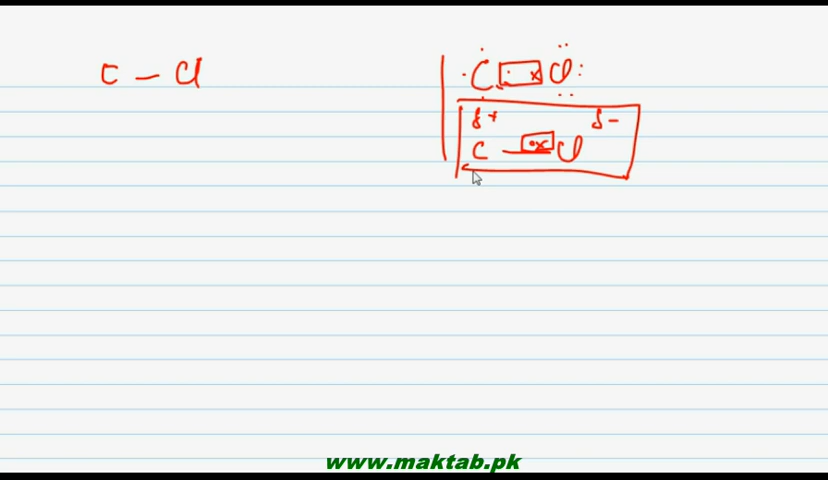 C – Cl
C · x Cl
δ+ δ–
C — ·x Cl
www.maktab.pk